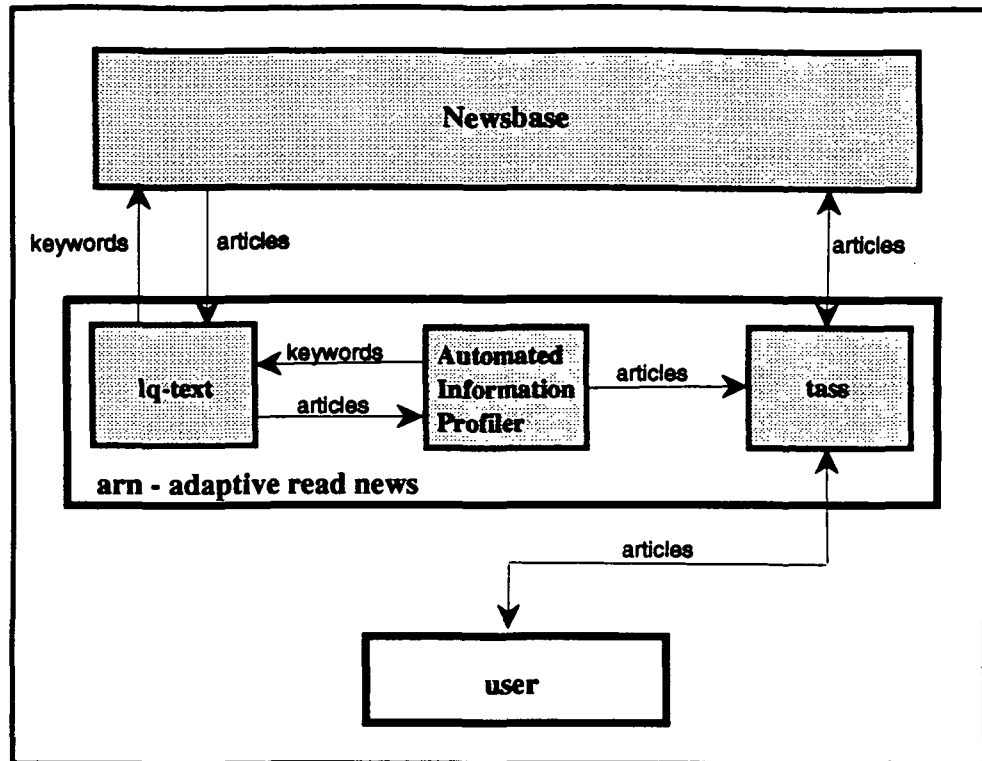 Newsbase
keywords
articles
articles
lq-text
keywords
articles
Automated
Information
Profiler
articles
tass
arn - adaptive read news
articles
user